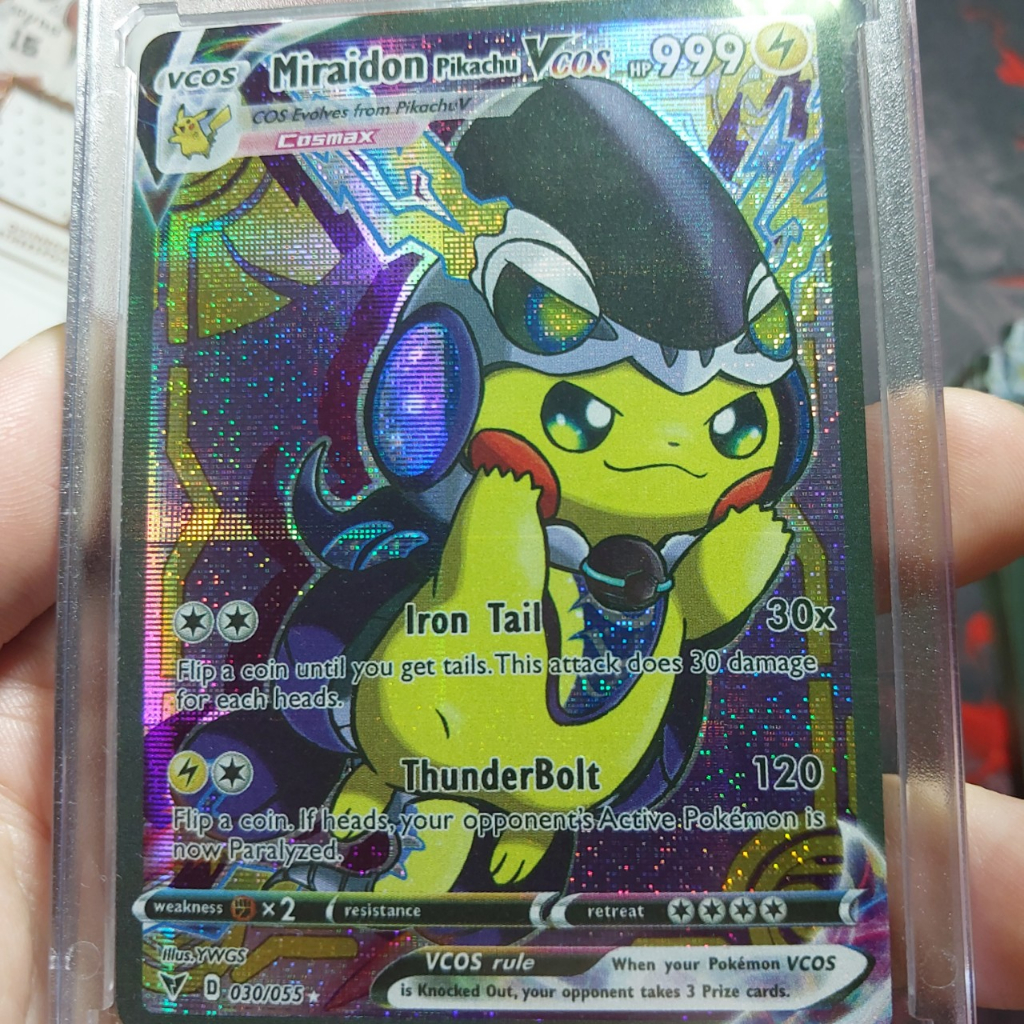 15
VCOS Miraidon Pikachu VCOS HP 999
COS Evolves from Pikachu V
Cosmax
Iron Tail 30x
Flip a coin until you get tails.This attack does 30 damage
for each heads.
ThunderBolt 120
Flip a coin. If heads, your opponent's Active Pokémon is
now Paralyzed.
weakness ×2 resistance retreat
Illus.YWGS
VCOS rule When your Pokémon VCOS
D 030/055
is Knocked Out, your opponent takes 3 Prize cards.